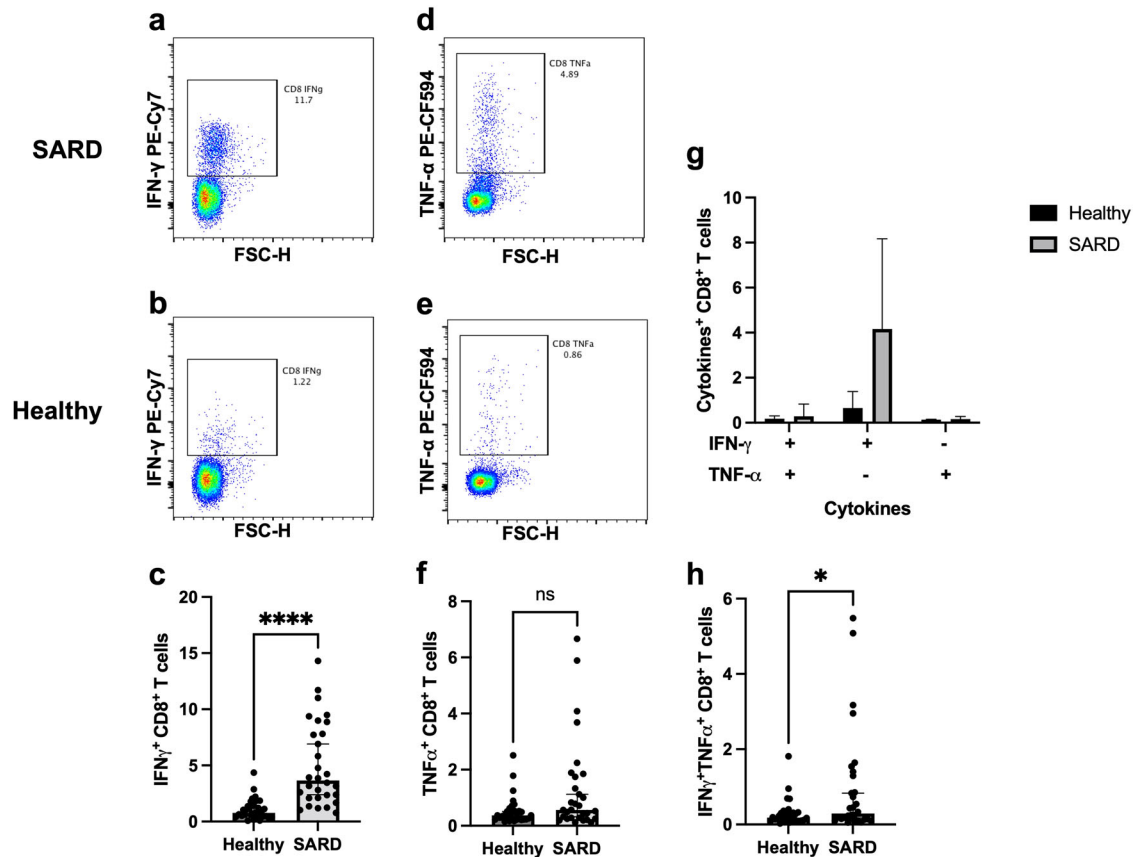 a
SARD
IFN-γ PE-Cy7
CD8 IFNg
11.7
FSC-H
d
TNF-α PE-CF594
CD8 TNFa
4.89
FSC-H
b
Healthy
IFN-γ PE-Cy7
CD8 IFNg
1.22
FSC-H
e
TNF-α PE-CF594
CD8 TNFa
0.86
FSC-H
g
Cytokines⁺ CD8⁺ T cells
10
8
6
4
2
0
IFN-γ + + -
TNF-α + - +
Cytokines
Healthy
SARD
c
IFNγ⁺ CD8⁺ T cells
20
15
10
5
0
****
Healthy SARD
f
TNFα⁺ CD8⁺ T cells
8
6
4
2
0
ns
Healthy SARD
h
IFNγ⁺TNFα⁺ CD8⁺ T cells
6
4
2
0
*
Healthy SARD